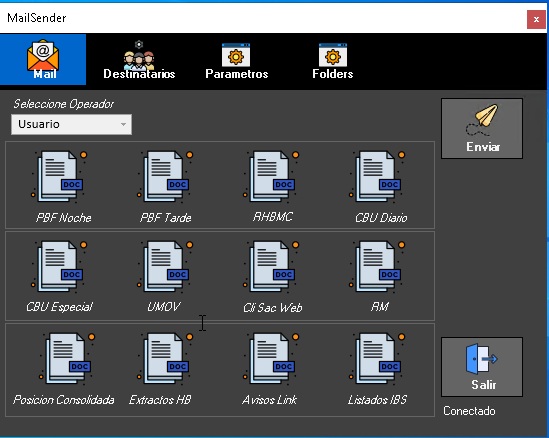 MailSender
x
@
Mail
Destinatarios
Parametros
Folders
Seleccione Operador
Usuario
Enviar
DOC DOC DOC DOC
PBF Noche PBF Tarde RHBMC CBU Diario
DOC DOC DOC DOC
CBU Especial UMOV Cli Sac Web RM
DOC DOC DOC DOC
Posicion Consolidada Extractos HB Avisos Link Listados IBS
Salir
Conectado